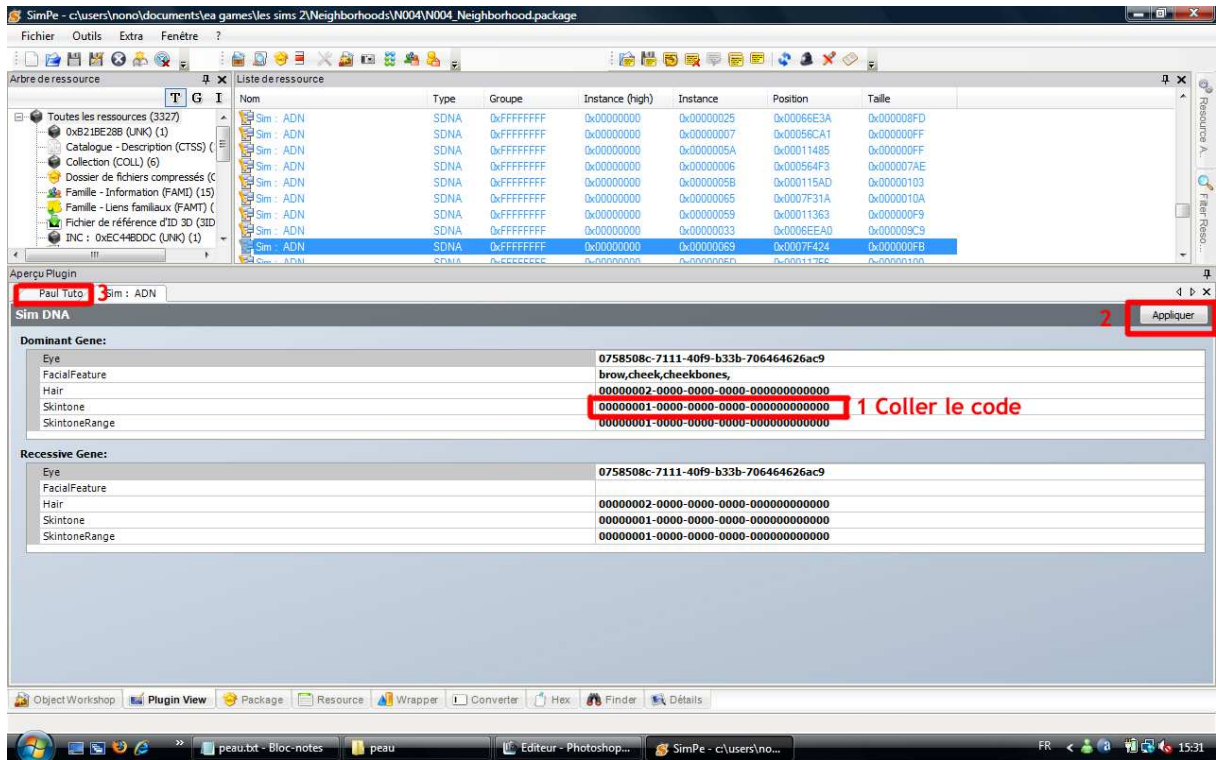 SimPe - c:\users\nono\documents\ea games\les sims 2\Neighborhoods\N004\N004_Neighborhood.package
Fichier Outils Extra Fenêtre ?
Arbre de ressource
Liste de ressource
T G I
Nom Type Groupe Instance (high) Instance Position Taille
Toutes les ressources (3327)
0xB21BE28B (UNK) (1)
Catalogue - Description (CTSS) (
Collection (COLL) (6)
Dossier de fichiers compressés (C
Famille - Information (FAMI) (15)
Famille - Liens familiaux (FAMT) (
Fichier de référence d'ID 3D (3ID
INC : 0xEC44BDDC (UNK) (1)
Sim : ADN SDNA 0xFFFFFFFF 0x00000000 0x00000025 0x00066E3A 0x000008FD
Sim : ADN SDNA 0xFFFFFFFF 0x00000000 0x00000007 0x00056CA1 0x000000FF
Sim : ADN SDNA 0xFFFFFFFF 0x00000000 0x0000005A 0x00011485 0x000000FF
Sim : ADN SDNA 0xFFFFFFFF 0x00000000 0x00000006 0x000564F3 0x000007AE
Sim : ADN SDNA 0xFFFFFFFF 0x00000000 0x0000005B 0x000115AD 0x00000103
Sim : ADN SDNA 0xFFFFFFFF 0x00000000 0x00000065 0x0007F31A 0x0000010A
Sim : ADN SDNA 0xFFFFFFFF 0x00000000 0x00000059 0x00011363 0x000000F9
Sim : ADN SDNA 0xFFFFFFFF 0x00000000 0x00000033 0x0006EEA0 0x000009C9
Sim : ADN SDNA 0xFFFFFFFF 0x00000000 0x00000069 0x0007F424 0x000000FB
Resource A..
Filter Reso...
Aperçu Plugin
Paul Tuto 3 Sim : ADN
Sim DNA
2 Appliquer
Dominant Gene:
Eye 0758508c-7111-40f9-b33b-706464626ac9
FacialFeature brow,cheek,cheekbones,
Hair 00000002-0000-0000-0000-000000000000
Skintone 00000001-0000-0000-0000-000000000000 1 Coller le code
SkintoneRange 00000001-0000-0000-0000-000000000000
Recessive Gene:
Eye 0758508c-7111-40f9-b33b-706464626ac9
FacialFeature
Hair 00000002-0000-0000-0000-000000000000
Skintone 00000001-0000-0000-0000-000000000000
SkintoneRange 00000001-0000-0000-0000-000000000000
Object Workshop Plugin View Package Resource Wrapper Converter Hex Finder Détails
» peau.txt - Bloc-notes peau Editeur - Photoshop... SimPe - c:\users\no... FR < 15:31